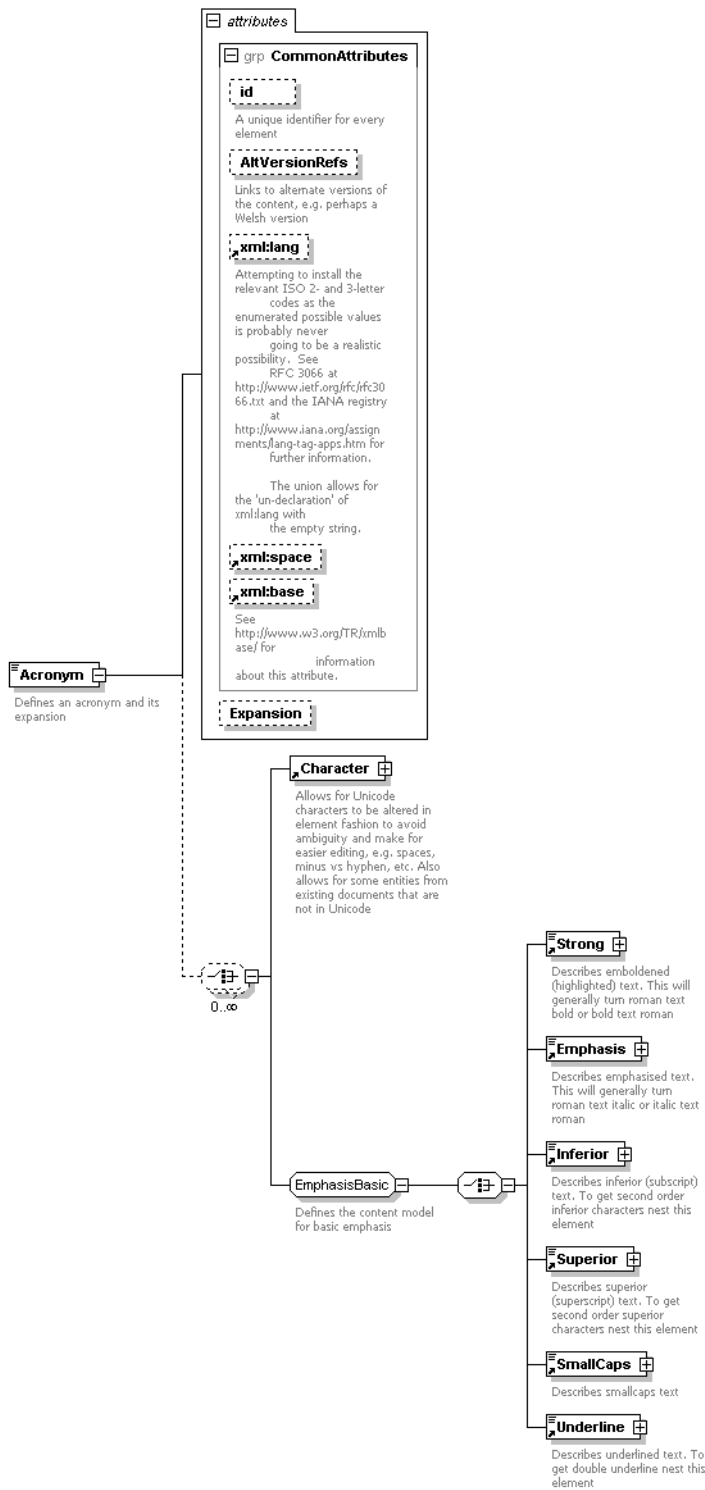 attributes
grp CommonAttributes
id
A unique identifier for every
element
AltVersionRefs
Links to alternate versions of
the content, e.g. perhaps a
Welsh version
xml:lang
Attempting to install the
relevant ISO 2- and 3-letter
codes as the
enumerated possible values
is probably never
going to be a realistic
possibility.  See
RFC 3066 at
http://www.ietf.org/rfc/rfc30
66.txt and the IANA registry
at
http://www.iana.org/assign
ments/lang-tag-apps.htm for
further information.
The union allows for
the 'un-declaration' of
xml:lang with
the empty string.
xml:space
xml:base
See
http://www.w3.org/TR/xmlb
ase/ for
information
about this attribute.
Acronym
Defines an acronym and its
expansion
Expansion
Character
Allows for Unicode
characters to be altered in
element fashion to avoid
ambiguity and make for
easier editing, e.g. spaces,
minus vs hyphen, etc. Also
allows for some entities from
existing documents that are
not in Unicode
0..∞
EmphasisBasic
Defines the content model
for basic emphasis
Strong
Describes emboldened
(highlighted) text. This will
generally turn roman text
bold or bold text roman
Emphasis
Describes emphasised text.
This will generally turn
roman text italic or italic text
roman
Inferior
Describes inferior (subscript)
text. To get second order
inferior characters nest this
element
Superior
Describes superior
(superscript) text. To get
second order superior
characters nest this element
SmallCaps
Describes smallcaps text
Underline
Describes underlined text. To
get double underline nest this
element